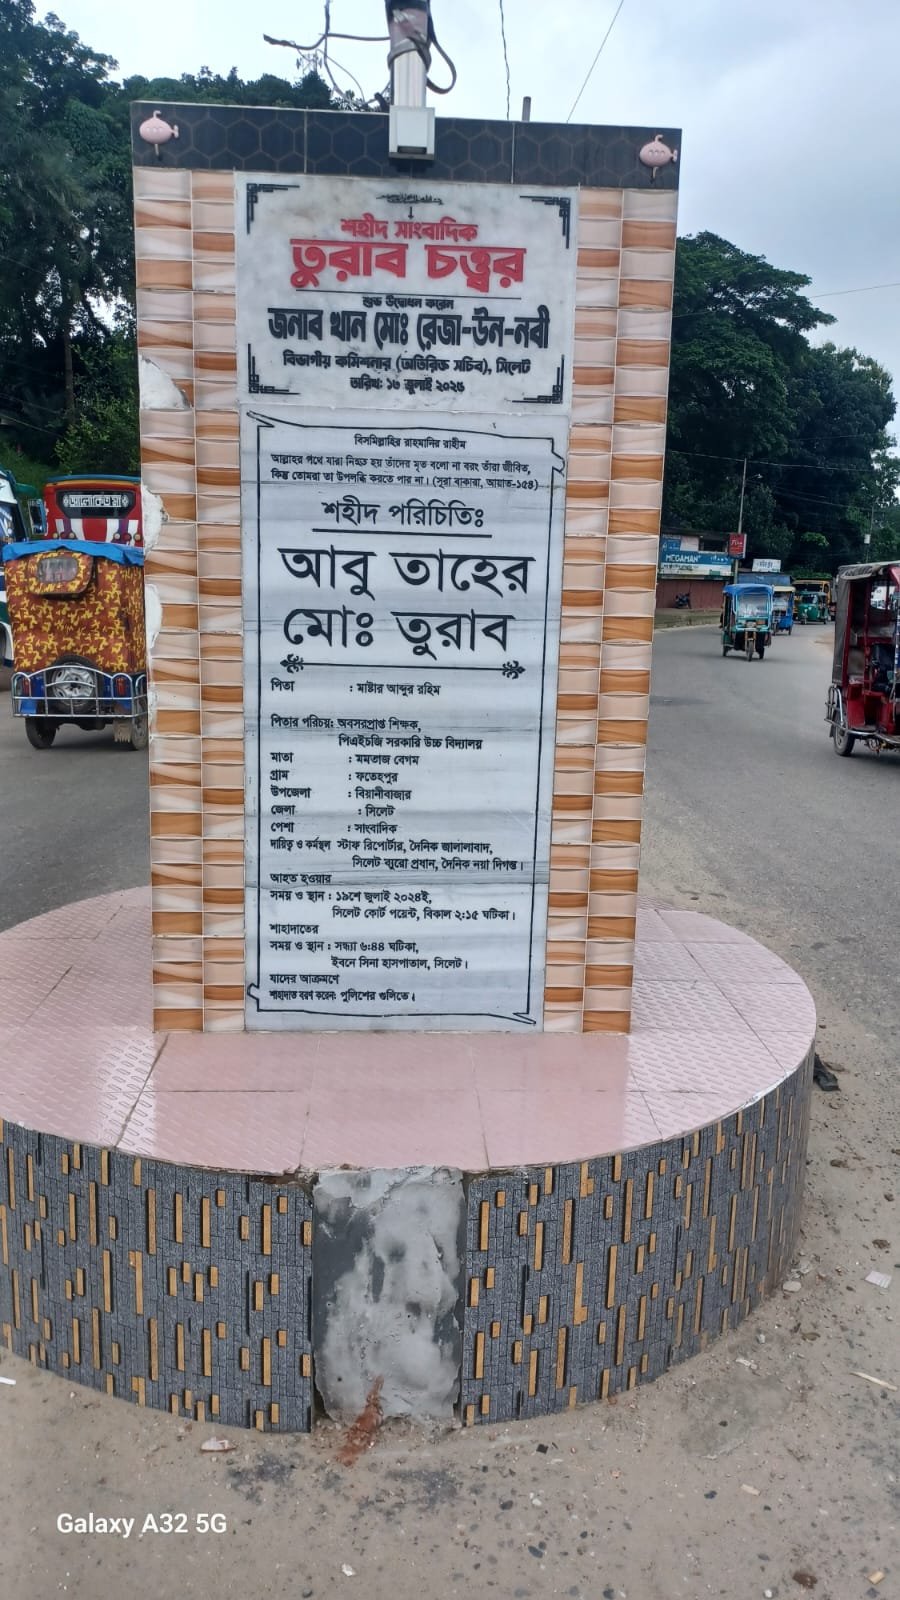 শহীদ সাংবাদিক
তুরাব চত্ত্বর
শুভ উদ্বোধন করেন
জনাব খান মোঃ রেজা-উন-নবী
বিভাগীয় কমিশনার (অতিরিক্ত সচিব), সিলেট
তারিখ: ১৬ জুলাই ২০২৫
বিসমিল্লাহির রাহমানির রাহীম
আল্লাহর পথে যারা নিহত হয় তাঁদের মৃত বলো না বরং তাঁরা জীবিত,
কিন্তু তোমরা তা উপলব্ধি করতে পার না। (সূরা বাকারা, আয়াত-১৫৪)
শহীদ পরিচিতিঃ
আবু তাহের
মোঃ তুরাব
পিতা : মাষ্টার আব্দুর রহিম
পিতার পরিচয়: অবসরপ্রাপ্ত শিক্ষক,
পিএইচজি সরকারি উচ্চ বিদ্যালয়
মাতা : মমতাজ বেগম
গ্রাম : ফতেহপুর
উপজেলা : বিয়ানীবাজার
জেলা : সিলেট
পেশা : সাংবাদিক
দায়িত্ব ও কর্মস্থল স্টাফ রিপোর্টার, দৈনিক জালালাবাদ,
সিলেট ব্যুরো প্রধান, দৈনিক নয়া দিগন্ত।
আহত হওয়ার
সময় ও স্থান : ১৯শে জুলাই ২০২৪ই,
সিলেট কোর্ট পয়েন্ট, বিকাল ২:১৫ ঘটিকা।
শাহাদাতের
সময় ও স্থান : সন্ধ্যা ৬:৪৪ ঘটিকা,
ইবনে সিনা হাসপাতাল, সিলেট।
যাদের আক্রমণে
শাহাদাত বরণ করেন: পুলিশের গুলিতে।
MEGAMAN
Galaxy A32 5G